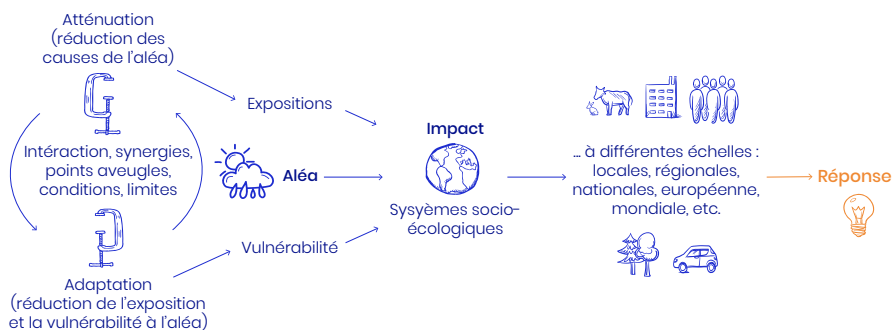 Atténuation
(réduction des
causes de l'aléa)
Intéraction, synergies,
points aveugles,
conditions, limites
Adaptation
(réduction de l'exposition
et la vulnérabilité à l'aléa)
Expositions
Aléa
Vulnérabilité
Impact
Sysyèmes socio-
écologiques
... à différentes échelles :
locales, régionales,
nationales, européenne,
mondiale, etc.
Réponse